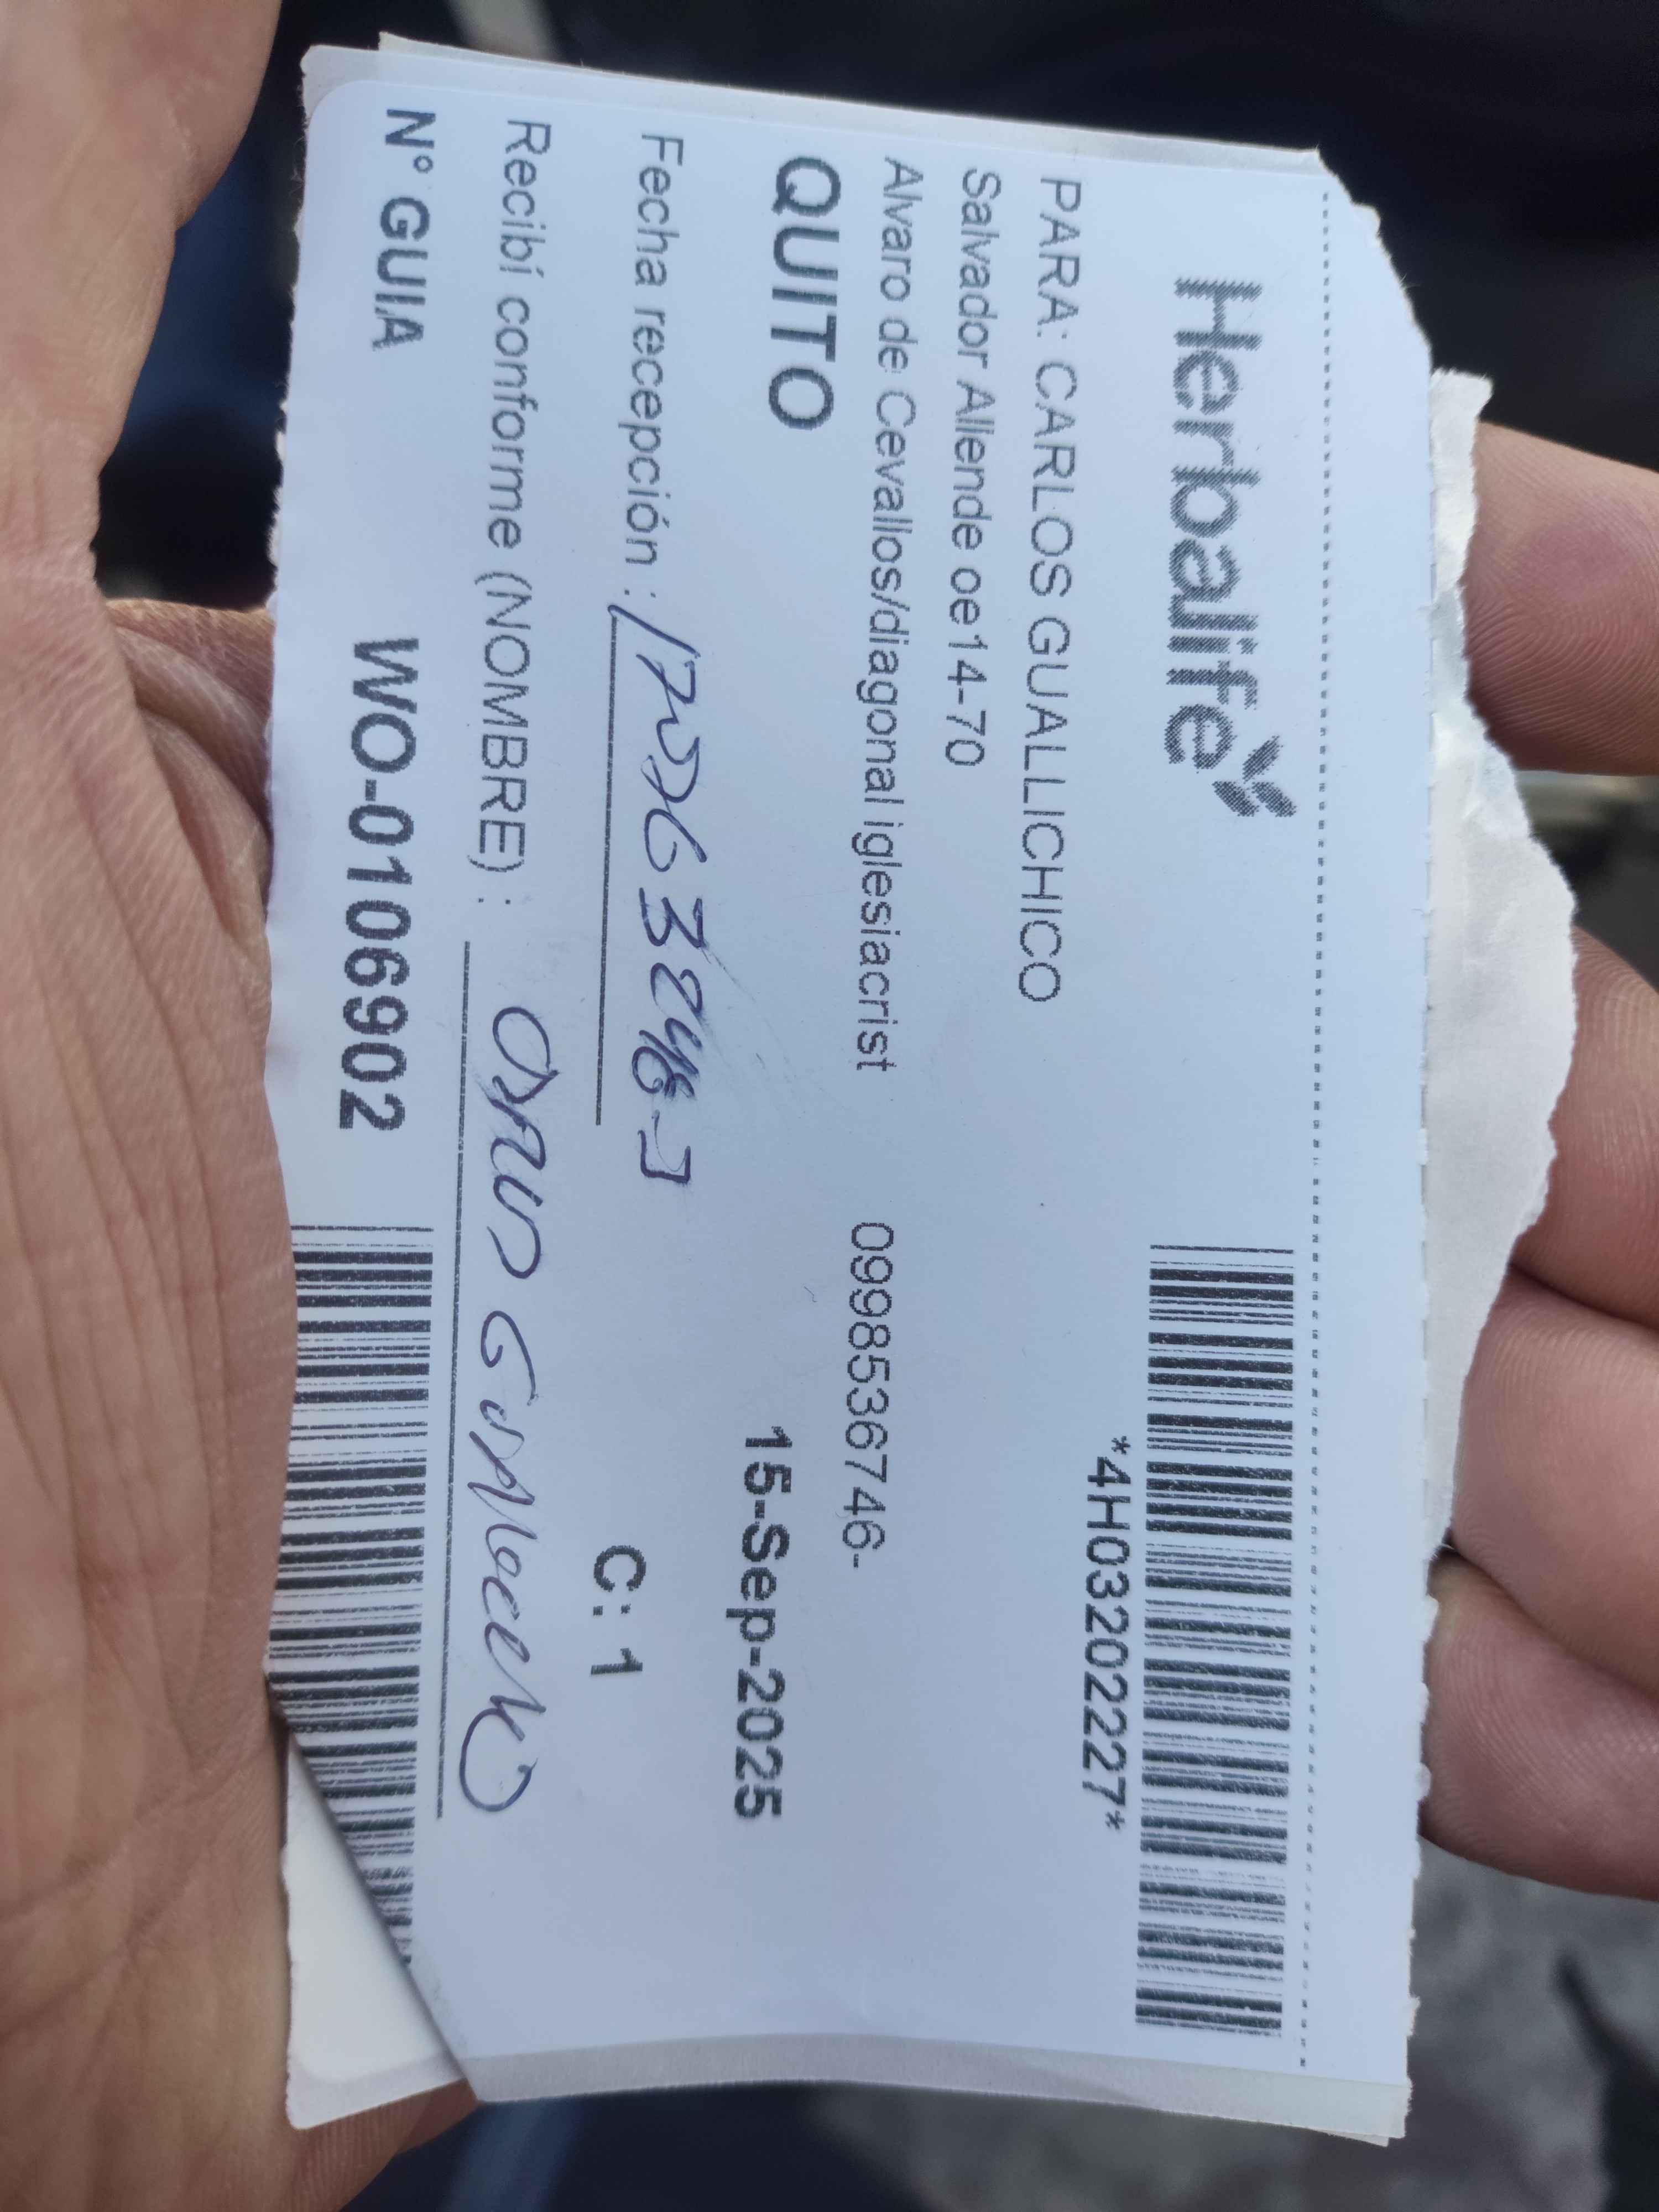 Herbalife
*4H03202227*
PARA: CARLOS GUALLICHICO
Salvador Allende oe14-70
Alvaro de Cevallos/diagonal iglesiacrist 0998536746-
QUITO 15-Sep-2025
Fecha recepción :
C: 1
Recibí conforme (NOMBRE) :
N° GUIA WO-0106902